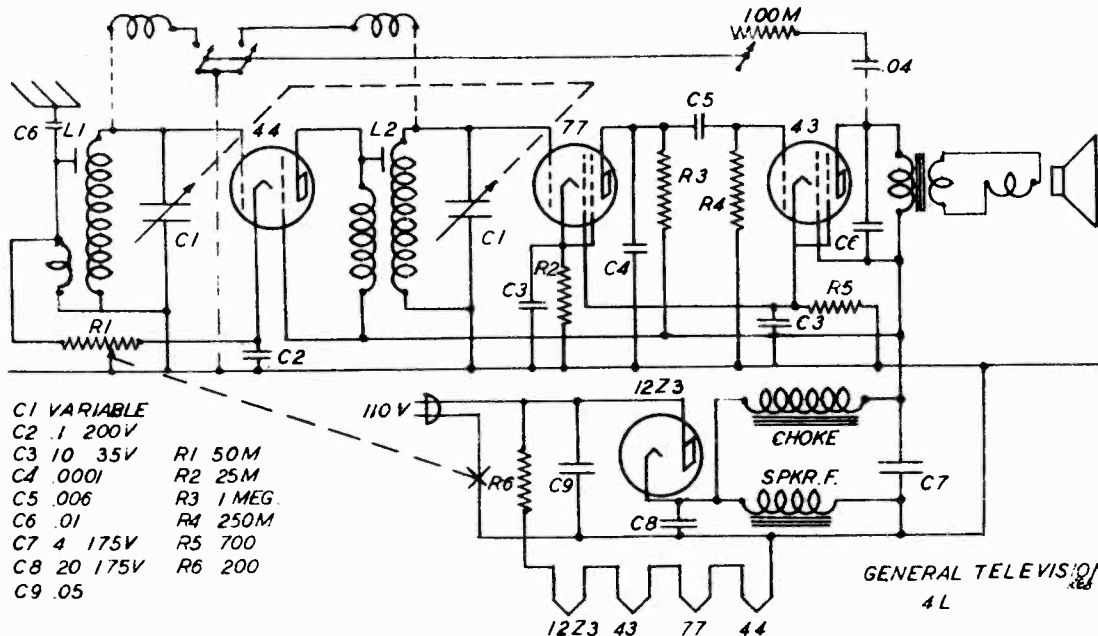 100M
.04
C6
L1
44
L2
77
C5
43
C1
C1
R3
R4
C4
C6
R2
C3
R5
C3
R1
C2
12Z3
110V
CHOKE
R6
C9
SPKR.F.
C7
C8
C1 VARIABLE
C2 .1 200V
C3 10 35V R1 50M
C4 .0001 R2 25M
C5 .006 R3 1 MEG.
C6 .01 R4 250M
C7 4 175V R5 700
C8 20 175V R6 200
C9 .05
GENERAL TELEVISION
4L
12Z3 43 77 44